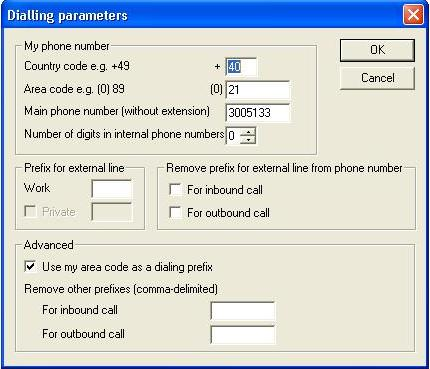 Dialling parameters
My phone number
Country code e.g. +49 + 40
Area code e.g. (0) 89 (0) 21
Main phone number (without extension) 3005133
Number of digits in internal phone numbers 0
OK
Cancel
Prefix for external line
Work
Private
Remove prefix for external line from phone number
For inbound call
For outbound call
Advanced
Use my area code as a dialing prefix
Remove other prefixes (comma-delimited)
For inbound call
For outbound call